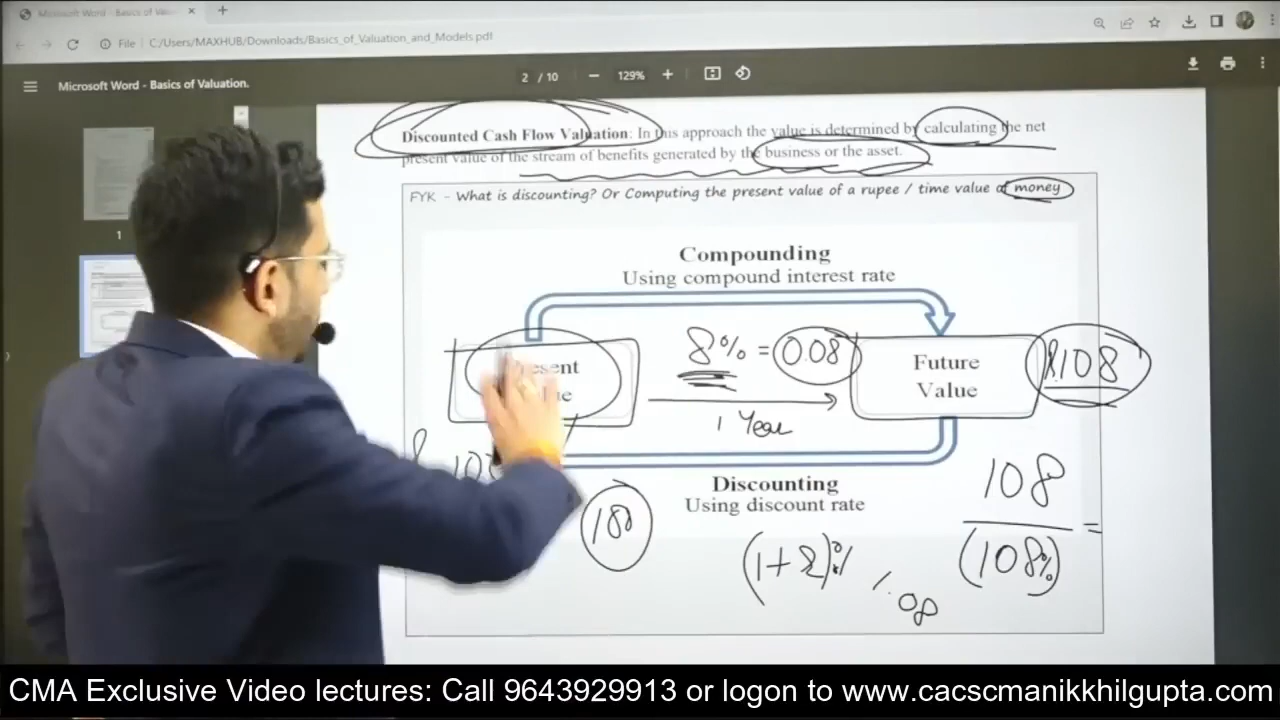 Microsoft Word - Basics of Valu
File | C:/Users/MAXHUB/Downloads/Basics_of_Valuation_and_Models.pdf
Microsoft Word - Basics of Valuation.
2 / 10
129%
Discounted Cash Flow Valuation: In this approach the value is determined by calculating the net
present value of the stream of benefits generated by the business or the asset.
FYK - What is discounting? Or Computing the present value of a rupee / time value of money
1
Compounding
Using compound interest rate
8% = 0.08
Future
Value
108
1 Year
100
Discounting
Using discount rate
108
(108%) =
(1+8)%
.08
CMA Exclusive Video lectures: Call 9643929913 or logon to www.cacscmanikkhilgupta.com